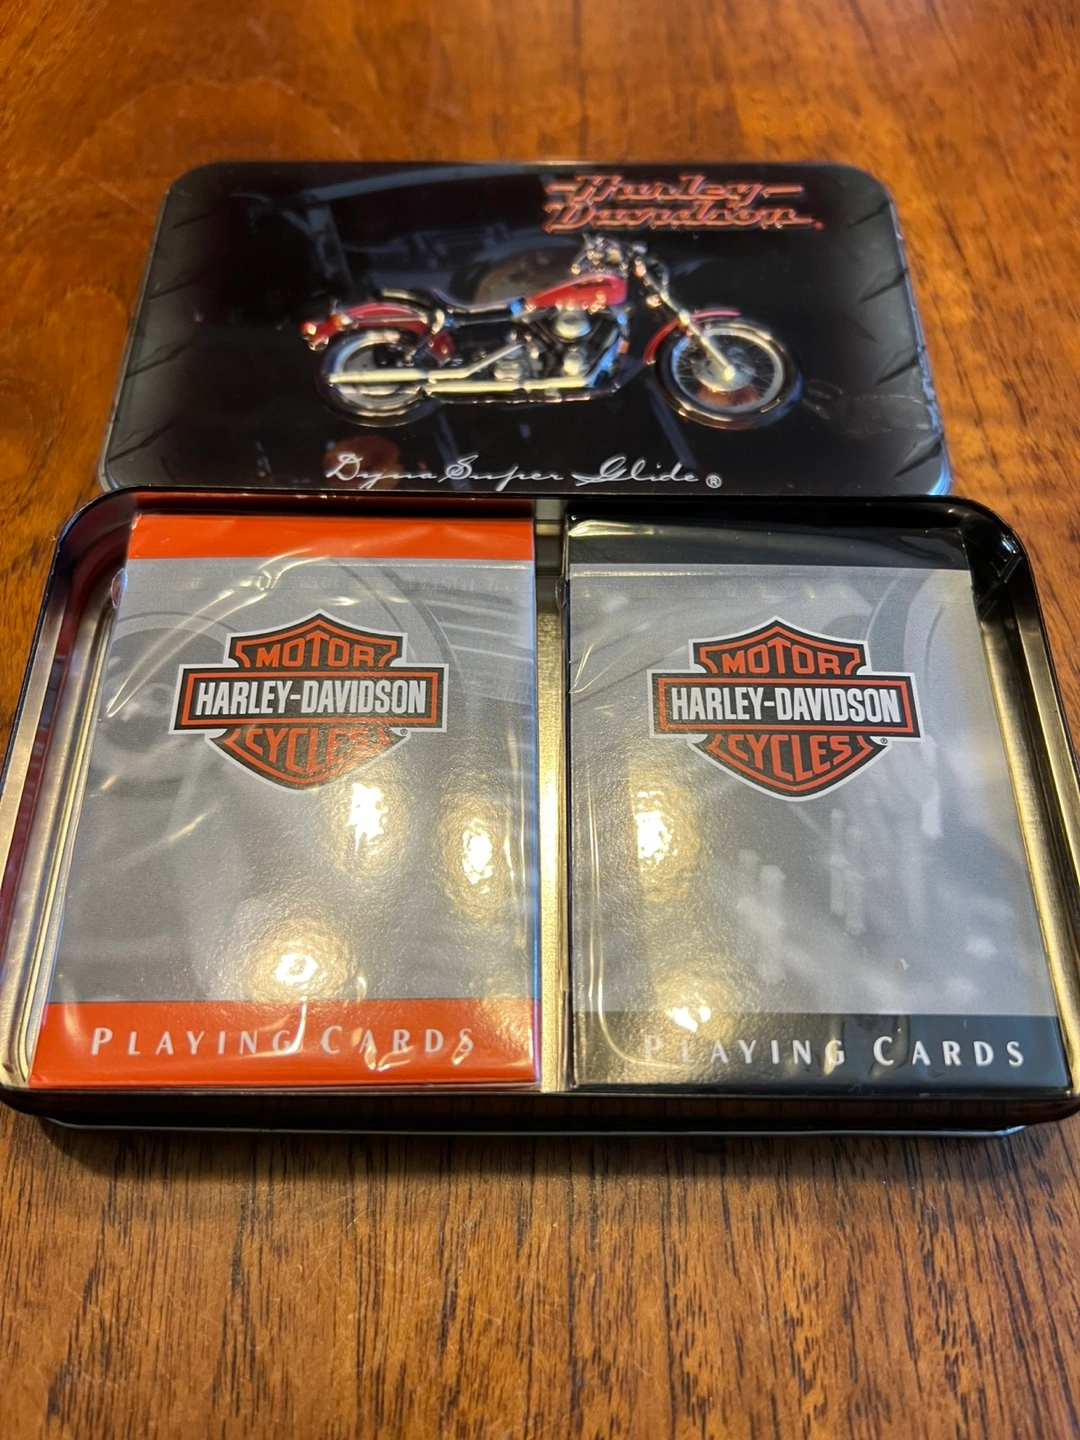 Harley
Davidson
Dyna Super Glide®
MOTOR
HARLEY-DAVIDSON
CYCLES®
PLAYING CARDS
MOTOR
HARLEY-DAVIDSON
CYCLES®
PLAYING CARDS